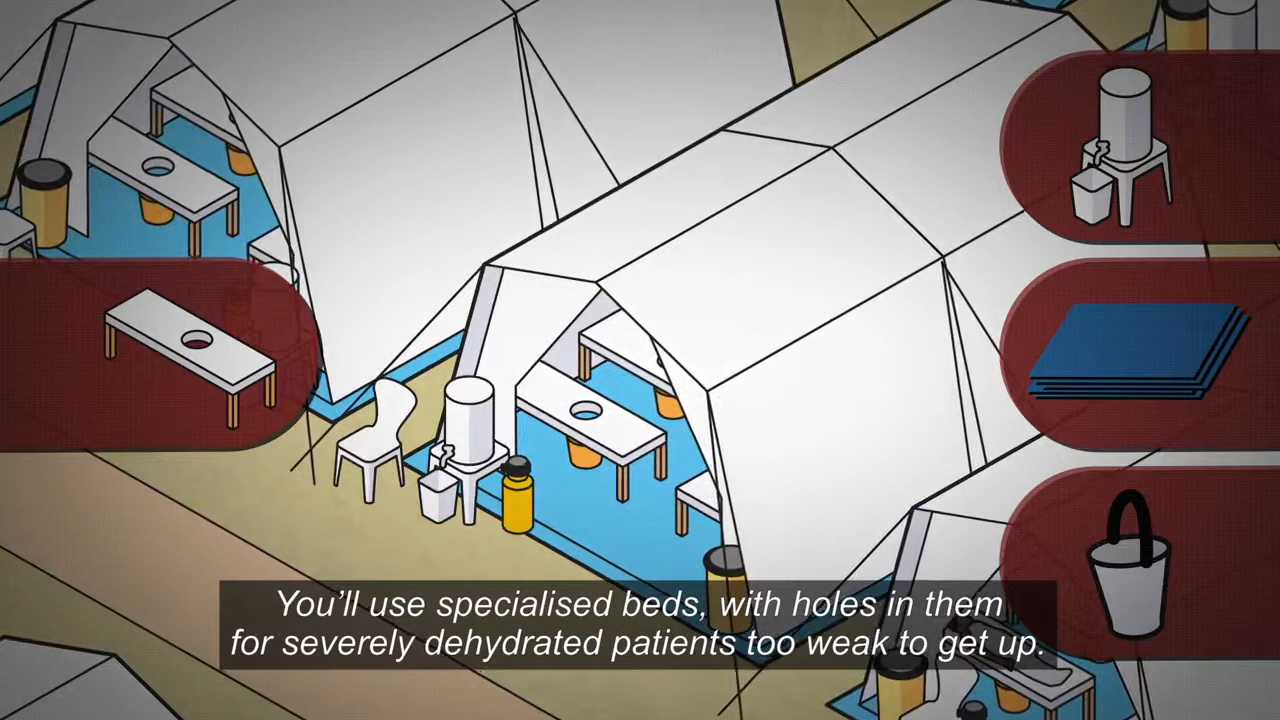 You’ll use specialised beds, with holes in them
for severely dehydrated patients too weak to get up.